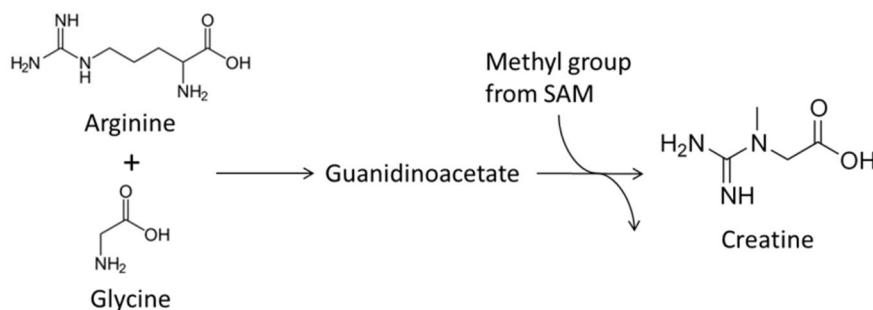 NH
O
H₂N
N
H
OH
NH₂
Arginine
+
O
OH
NH₂
Glycine
Guanidinoacetate
Methyl group
from SAM
O
H₂N
N
OH
NH
Creatine